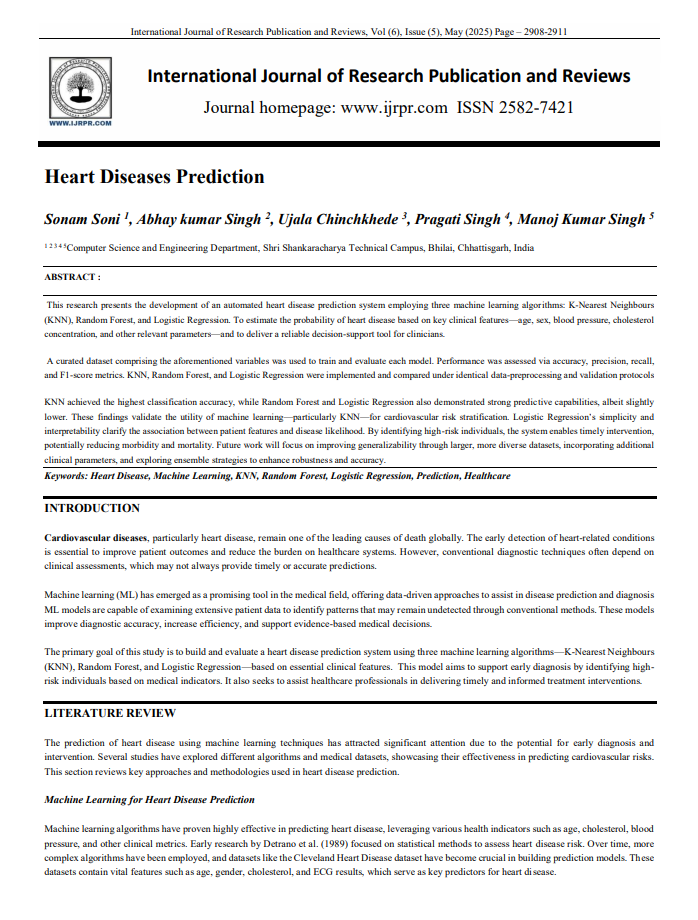 International Journal of Research Publication and Reviews, Vol (6), Issue (5), May (2025) Page – 2908-2911
International Journal of Research Publication and Reviews
Journal homepage: www.ijrpr.com ISSN 2582-7421
WWW.IJRPR.COM
Heart Diseases Prediction
Sonam Soni 1, Abhay kumar Singh 2, Ujala Chinchkhede 3, Pragati Singh 4, Manoj Kumar Singh 5
1 2 3 4 5Computer Science and Engineering Department, Shri Shankaracharya Technical Campus, Bhilai, Chhattisgarh, India
ABSTRACT :
This research presents the development of an automated heart disease prediction system employing three machine learning algorithms: K-Nearest Neighbours
(KNN), Random Forest, and Logistic Regression. To estimate the probability of heart disease based on key clinical features—age, sex, blood pressure, cholesterol
concentration, and other relevant parameters—and to deliver a reliable decision-support tool for clinicians.
A curated dataset comprising the aforementioned variables was used to train and evaluate each model. Performance was assessed via accuracy, precision, recall,
and F1-score metrics. KNN, Random Forest, and Logistic Regression were implemented and compared under identical data-preprocessing and validation protocols
KNN achieved the highest classification accuracy, while Random Forest and Logistic Regression also demonstrated strong predictive capabilities, albeit slightly
lower. These findings validate the utility of machine learning—particularly KNN—for cardiovascular risk stratification. Logistic Regression's simplicity and
interpretability clarify the association between patient features and disease likelihood. By identifying high-risk individuals, the system enables timely intervention,
potentially reducing morbidity and mortality. Future work will focus on improving generalizability through larger, more diverse datasets, incorporating additional
clinical parameters, and exploring ensemble strategies to enhance robustness and accuracy.
Keywords: Heart Disease, Machine Learning, KNN, Random Forest, Logistic Regression, Prediction, Healthcare
INTRODUCTION
Cardiovascular diseases, particularly heart disease, remain one of the leading causes of death globally. The early detection of heart-related conditions
is essential to improve patient outcomes and reduce the burden on healthcare systems. However, conventional diagnostic techniques often depend on
clinical assessments, which may not always provide timely or accurate predictions.
Machine learning (ML) has emerged as a promising tool in the medical field, offering data-driven approaches to assist in disease prediction and diagnosis
ML models are capable of examining extensive patient data to identify patterns that may remain undetected through conventional methods. These models
improve diagnostic accuracy, increase efficiency, and support evidence-based medical decisions.
The primary goal of this study is to build and evaluate a heart disease prediction system using three machine learning algorithms—K-Nearest Neighbours
(KNN), Random Forest, and Logistic Regression—based on essential clinical features. This model aims to support early diagnosis by identifying high-
risk individuals based on medical indicators. It also seeks to assist healthcare professionals in delivering timely and informed treatment interventions.
LITERATURE REVIEW
The prediction of heart disease using machine learning techniques has attracted significant attention due to the potential for early diagnosis and
intervention. Several studies have explored different algorithms and medical datasets, showcasing their effectiveness in predicting cardiovascular risks.
This section reviews key approaches and methodologies used in heart disease prediction.
Machine Learning for Heart Disease Prediction
Machine learning algorithms have proven highly effective in predicting heart disease, leveraging various health indicators such as age, cholesterol, blood
pressure, and other clinical metrics. Early research by Detrano et al. (1989) focused on statistical methods to assess heart disease risk. Over time, more
complex algorithms have been employed, and datasets like the Cleveland Heart Disease dataset have become crucial in building prediction models. These
datasets contain vital features such as age, gender, cholesterol, and ECG results, which serve as key predictors for heart disease.